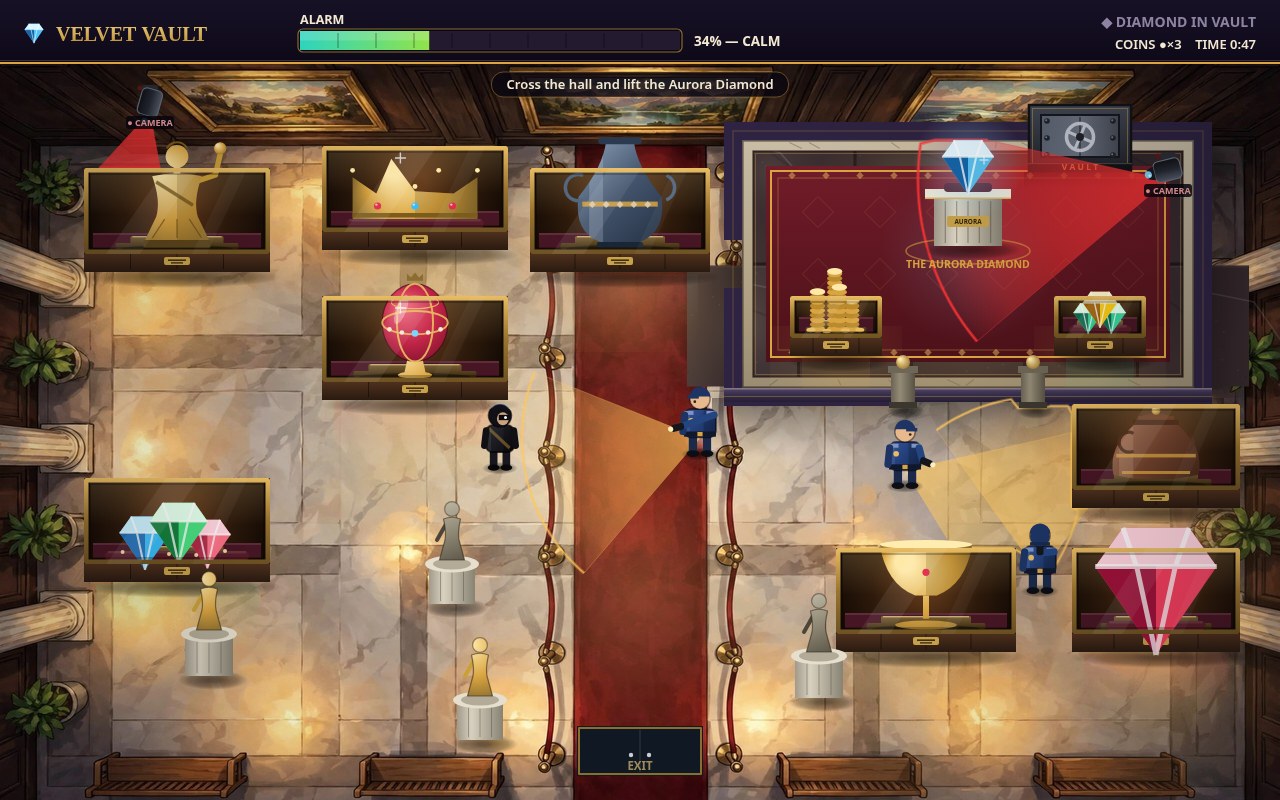 VELVET VAULT
ALARM
34% — CALM
◆ DIAMOND IN VAULT
COINS ●×3 TIME 0:47
Cross the hall and lift the Aurora Diamond
● CAMERA
VAULT
● CAMERA
AURORA
THE AURORA DIAMOND
EXIT